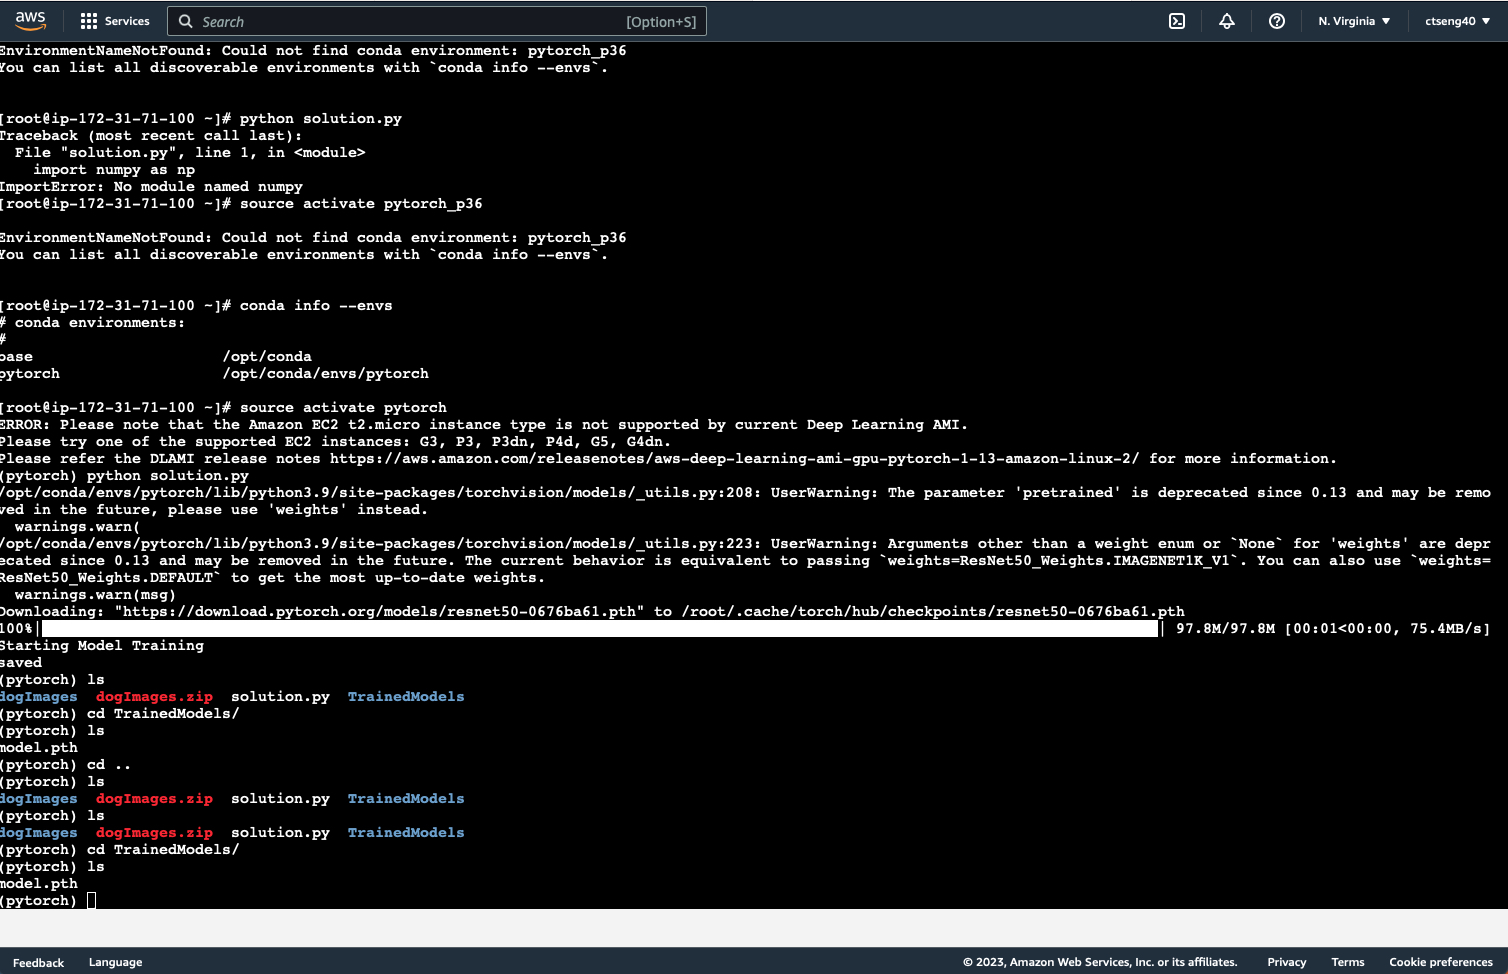 aws Services Search [Option+S] N. Virginia ctseng40
EnvironmentNameNotFound: Could not find conda environment: pytorch_p36
You can list all discoverable environments with `conda info --envs`.
[root@ip-172-31-71-100 ~]# python solution.py
Traceback (most recent call last):
  File "solution.py", line 1, in <module>
    import numpy as np
ImportError: No module named numpy
[root@ip-172-31-71-100 ~]# source activate pytorch_p36
EnvironmentNameNotFound: Could not find conda environment: pytorch_p36
You can list all discoverable environments with `conda info --envs`.
[root@ip-172-31-71-100 ~]# conda info --envs
# conda environments:
#
base                     /opt/conda
pytorch                  /opt/conda/envs/pytorch
[root@ip-172-31-71-100 ~]# source activate pytorch
ERROR: Please note that the Amazon EC2 t2.micro instance type is not supported by current Deep Learning AMI.
Please try one of the supported EC2 instances: G3, P3, P3dn, P4d, G5, G4dn.
Please refer the DLAMI release notes https://aws.amazon.com/releasenotes/aws-deep-learning-ami-gpu-pytorch-1-13-amazon-linux-2/ for more information.
(pytorch) python solution.py
/opt/conda/envs/pytorch/lib/python3.9/site-packages/torchvision/models/_utils.py:208: UserWarning: The parameter 'pretrained' is deprecated since 0.13 and may be remo
ved in the future, please use 'weights' instead.
  warnings.warn(
/opt/conda/envs/pytorch/lib/python3.9/site-packages/torchvision/models/_utils.py:223: UserWarning: Arguments other than a weight enum or `None` for 'weights' are depr
ecated since 0.13 and may be removed in the future. The current behavior is equivalent to passing `weights=ResNet50_Weights.IMAGENET1K_V1`. You can also use `weights=
ResNet50_Weights.DEFAULT` to get the most up-to-date weights.
  warnings.warn(msg)
Downloading: "https://download.pytorch.org/models/resnet50-0676ba61.pth" to /root/.cache/torch/hub/checkpoints/resnet50-0676ba61.pth
100%| | 97.8M/97.8M [00:01<00:00, 75.4MB/s]
Starting Model Training
saved
(pytorch) ls
dogImages  dogImages.zip  solution.py  TrainedModels
(pytorch) cd TrainedModels/
(pytorch) ls
model.pth
(pytorch) cd ..
(pytorch) ls
dogImages  dogImages.zip  solution.py  TrainedModels
(pytorch) ls
dogImages  dogImages.zip  solution.py  TrainedModels
(pytorch) cd TrainedModels/
(pytorch) ls
model.pth
(pytorch)
Feedback Language © 2023, Amazon Web Services, Inc. or its affiliates. Privacy Terms Cookie preferences